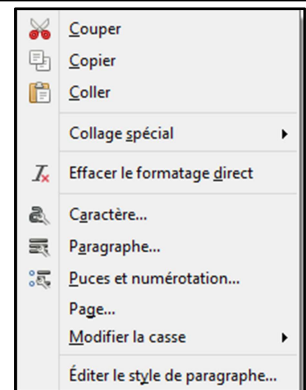 Couper
Copier
Coller
Collage spécial
Effacer le formatage direct
Caractère...
Paragraphe...
Puces et numérotation...
Page...
Modifier la casse
Éditer le style de paragraphe...